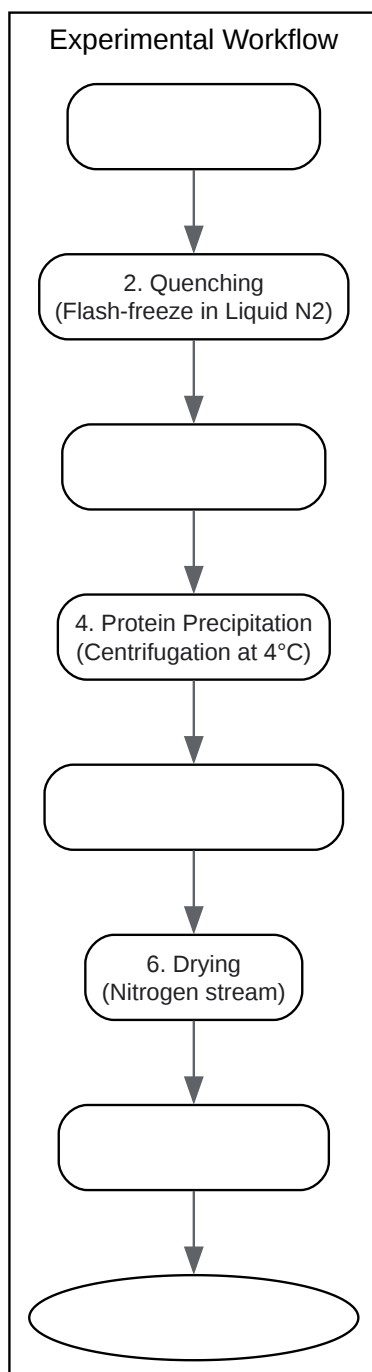 Experimental Workflow
2. Quenching
(Flash-freeze in Liquid N2)
4. Protein Precipitation
(Centrifugation at 4°C)
6. Drying
(Nitrogen stream)